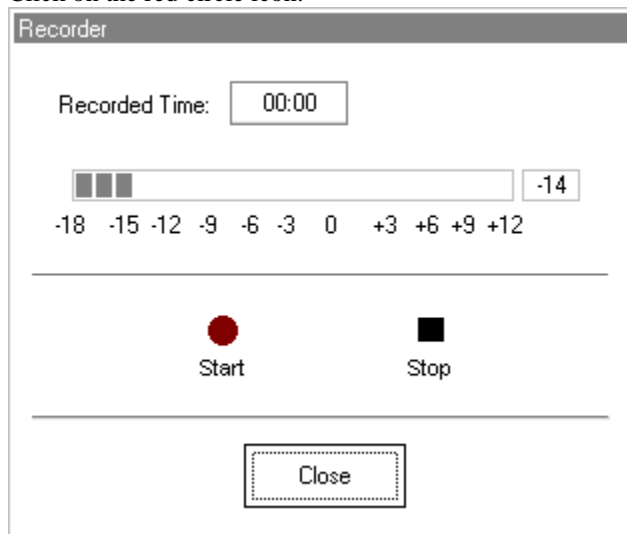 Click on the red circle icon.
Recorder
Recorded Time: 00:00
-14
-18 -15 -12 -9 -6 -3 0 +3 +6 +9 +12
Start Stop
Close